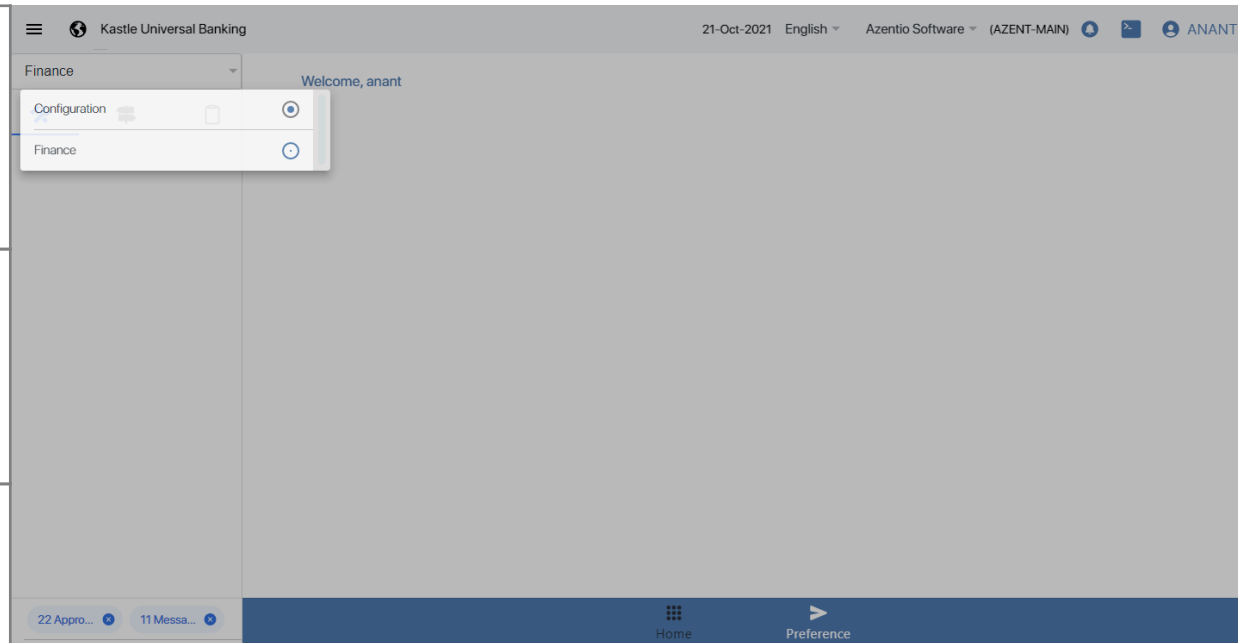 Kastle Universal Banking 21-Oct-2021 English Azentio Software (AZENT-MAIN) ANANT
Finance
Welcome, anant
Configuration
Finance
22 Appro... 11 Messa...
Home Preference